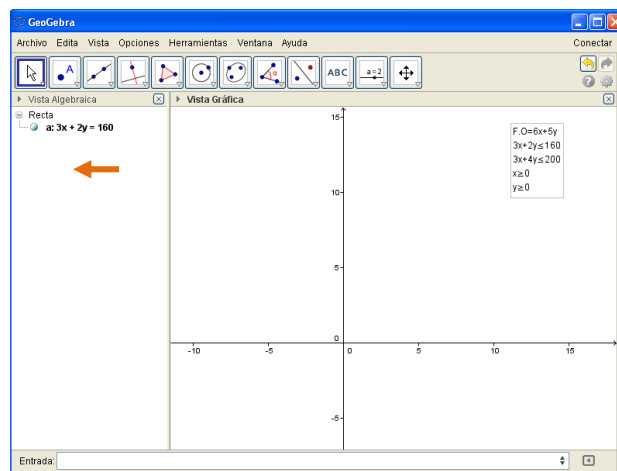 GeoGebra
Archivo Edita Vista Opciones Herramientas Ventana Ayuda Conectar
A α ABC a=2
Vista Algebraica
Vista Gráfica
Recta
a: 3x + 2y = 160
F.O=6x+5y
3x+2y≤160
3x+4y≤200
x≥0
y≥0
15
10
5
0
-10 -5 0 5 10 15
-5
Entrada: